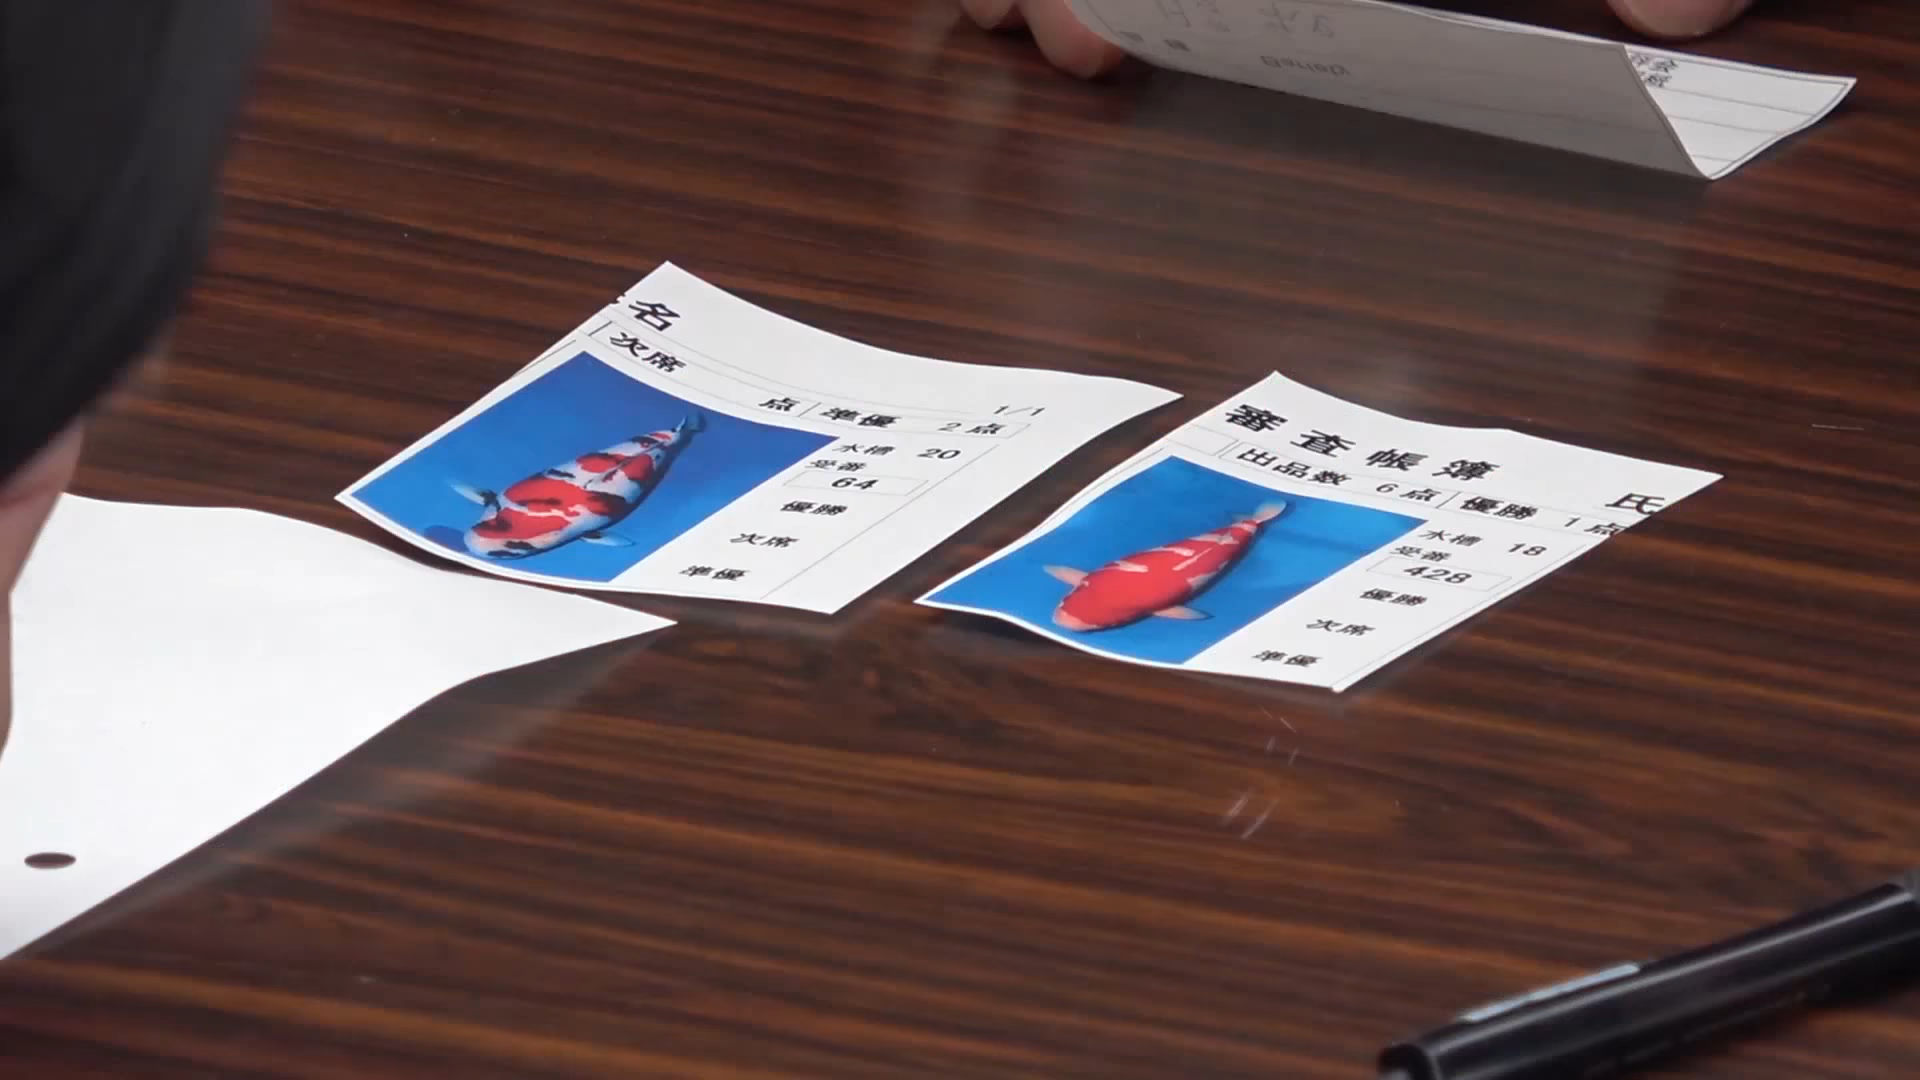 名
次席
点 準優 2点
1/1
水槽 20
受番
64
優勝
次席
準優
審査帳簿
氏
出品数 6点 優勝 1点
水槽 18
受番
428
優勝
次席
準優